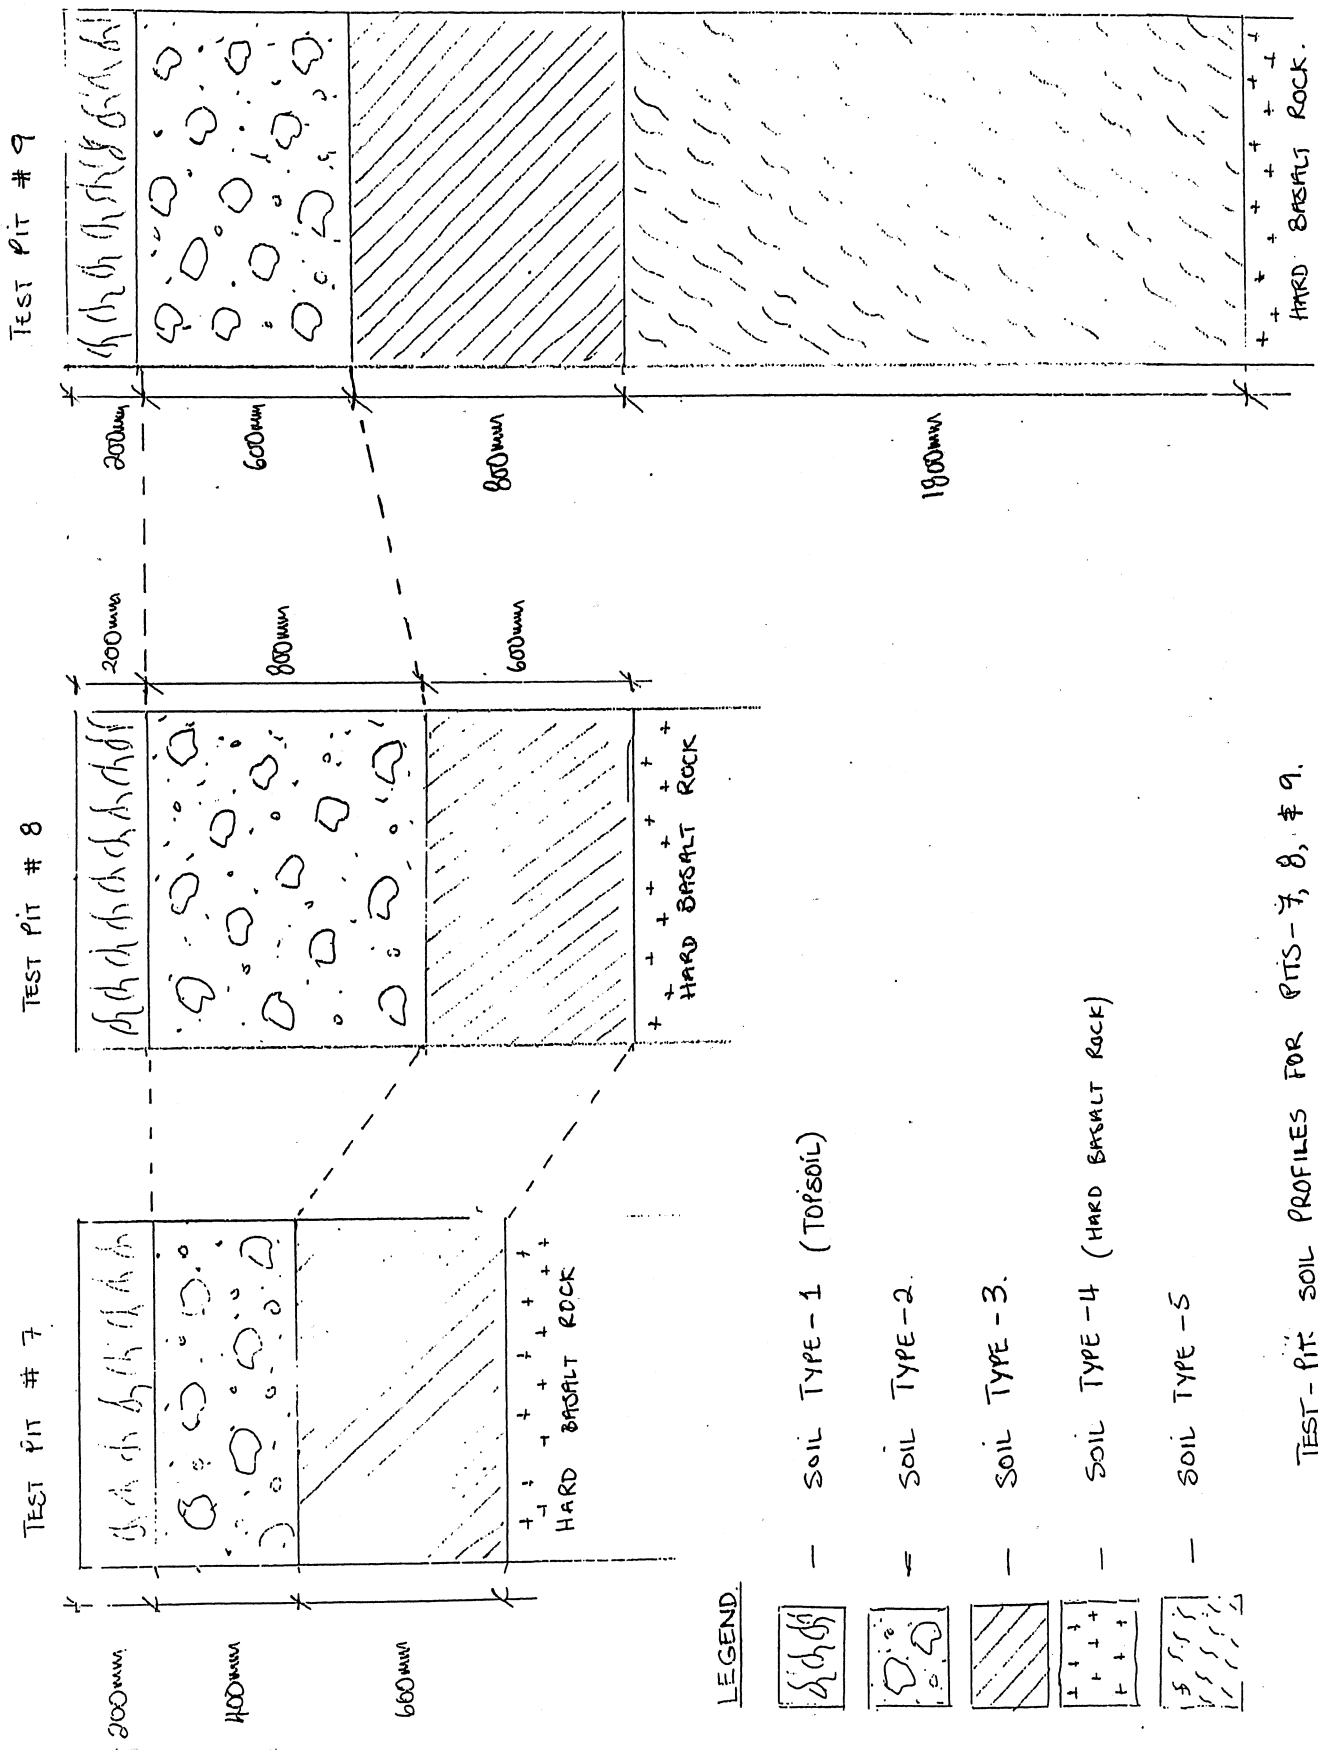 TEST PIT # 7
200mm
400mm
600mm
HARD BASALT ROCK
TEST PIT # 8
200mm
800mm
600mm
HARD BASALT ROCK
TEST PIT # 9
200mm
600mm
800mm
1800mm
HARD BASALT ROCK.
LEGEND.
- SOIL TYPE-1 (TOPSOIL)
- SOIL TYPE-2.
- SOIL TYPE-3.
- SOIL TYPE-4 (HARD BASALT ROCK)
- SOIL TYPE-5
TEST-PIT SOIL PROFILES FOR PITS-7, 8, & 9.